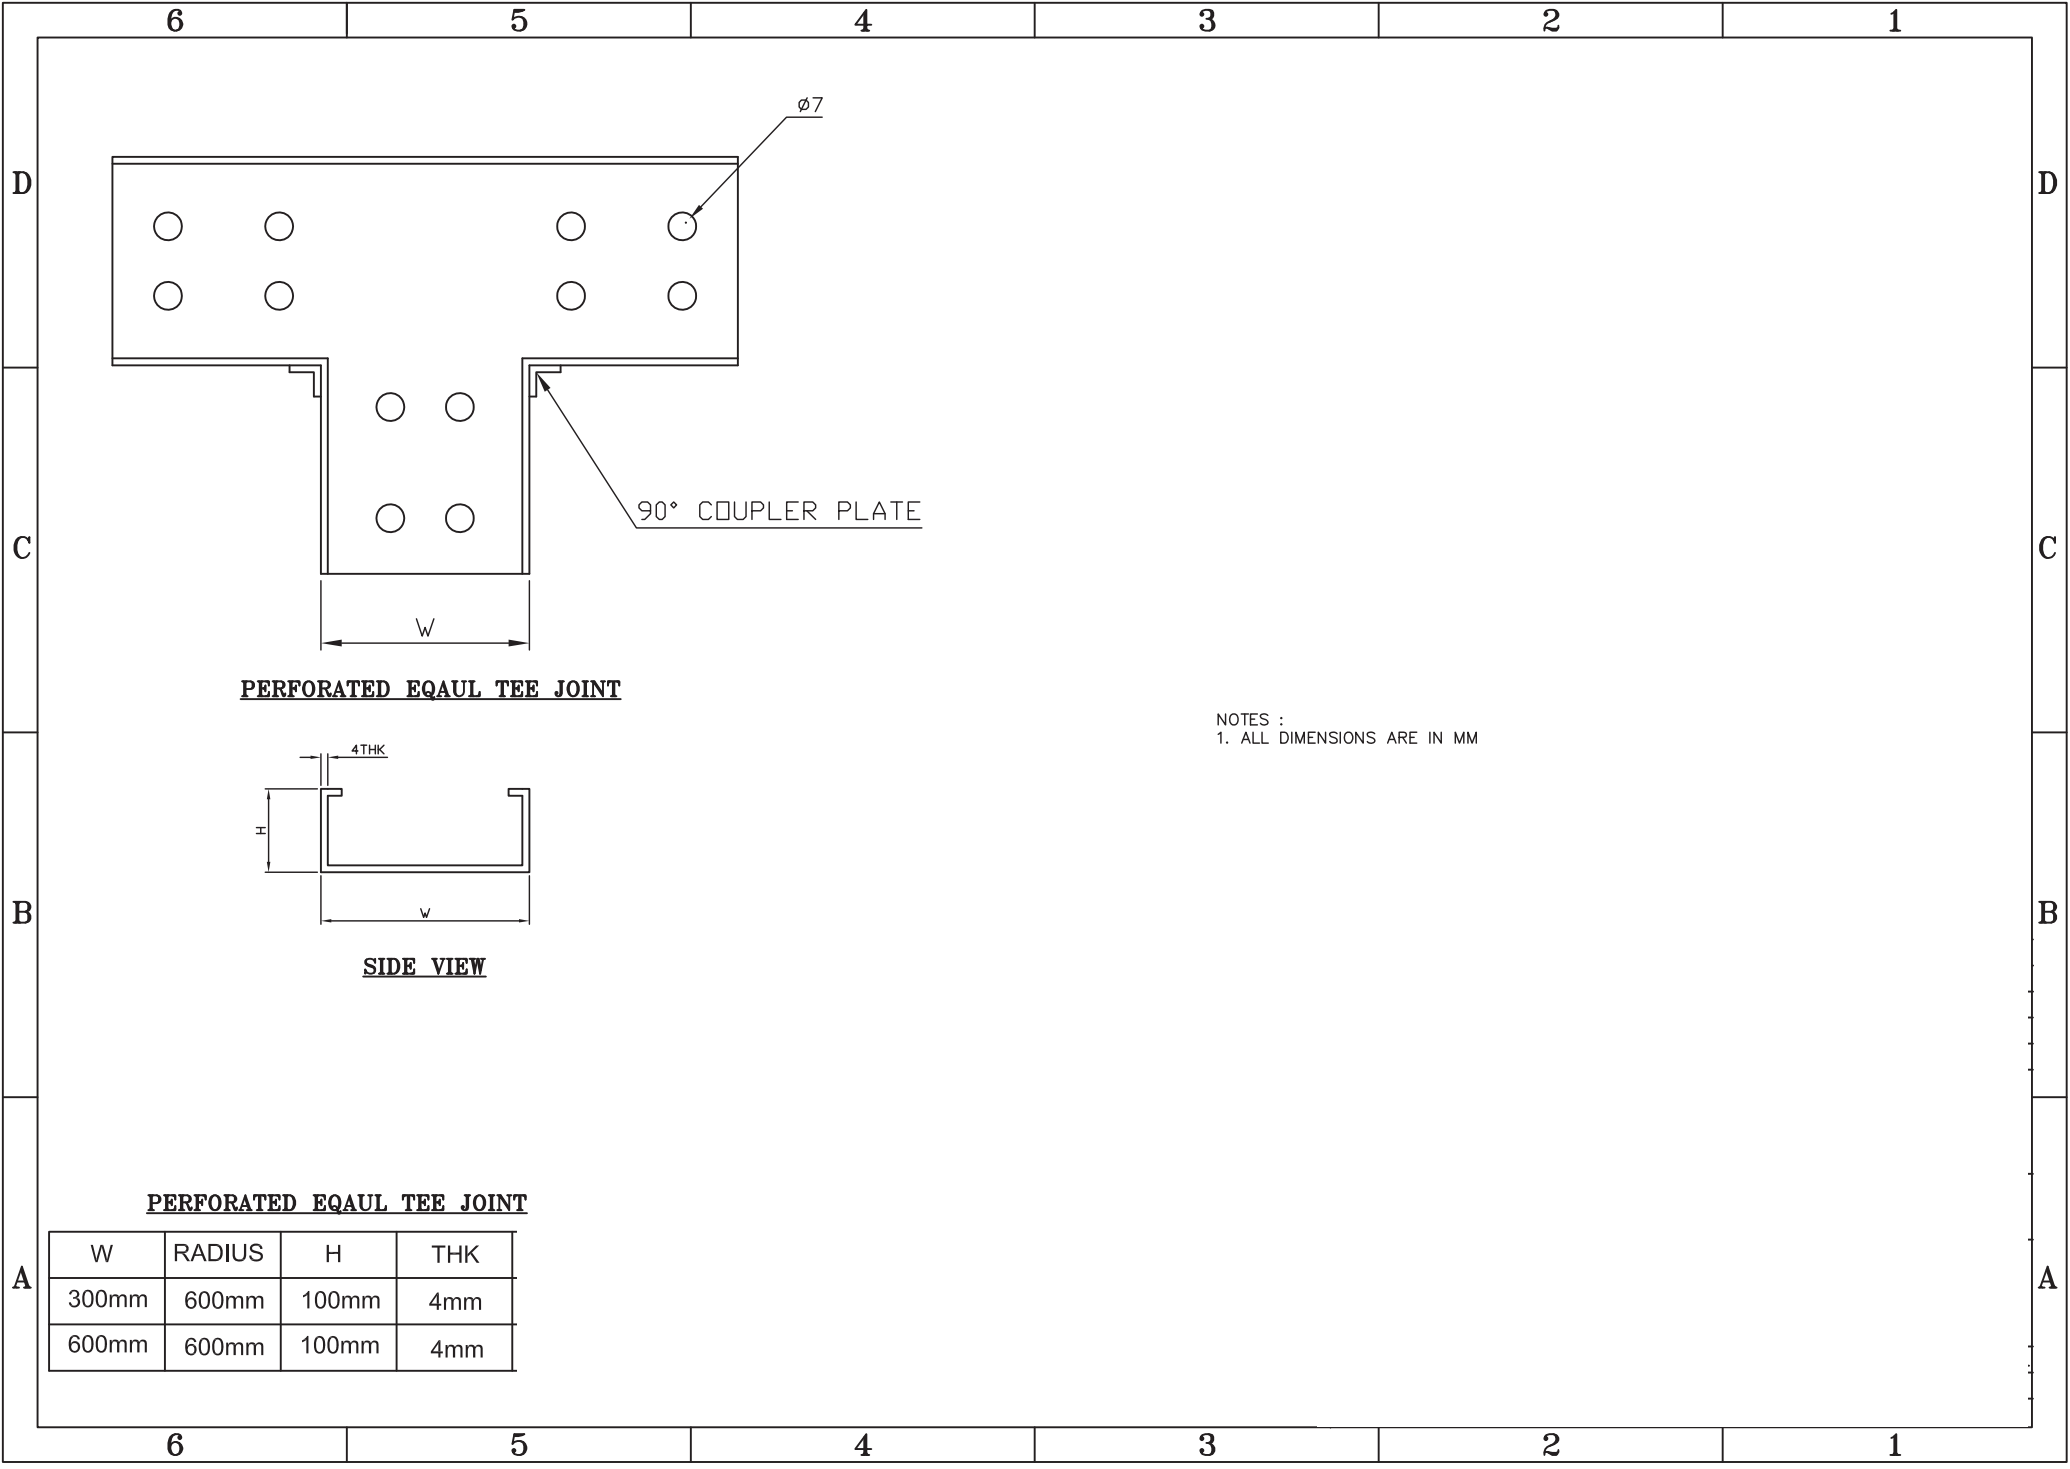 6 5 4 3 2 1
ø7
D D
90° COUPLER PLATE
C C
W
PERFORATED EQAUL TEE JOINT
NOTES :
1. ALL DIMENSIONS ARE IN MM
4THK
H
W
B B
SIDE VIEW
PERFORATED EQAUL TEE JOINT
W RADIUS H THK
A A
300mm 600mm 100mm 4mm
600mm 600mm 100mm 4mm
6 5 4 3 2 1